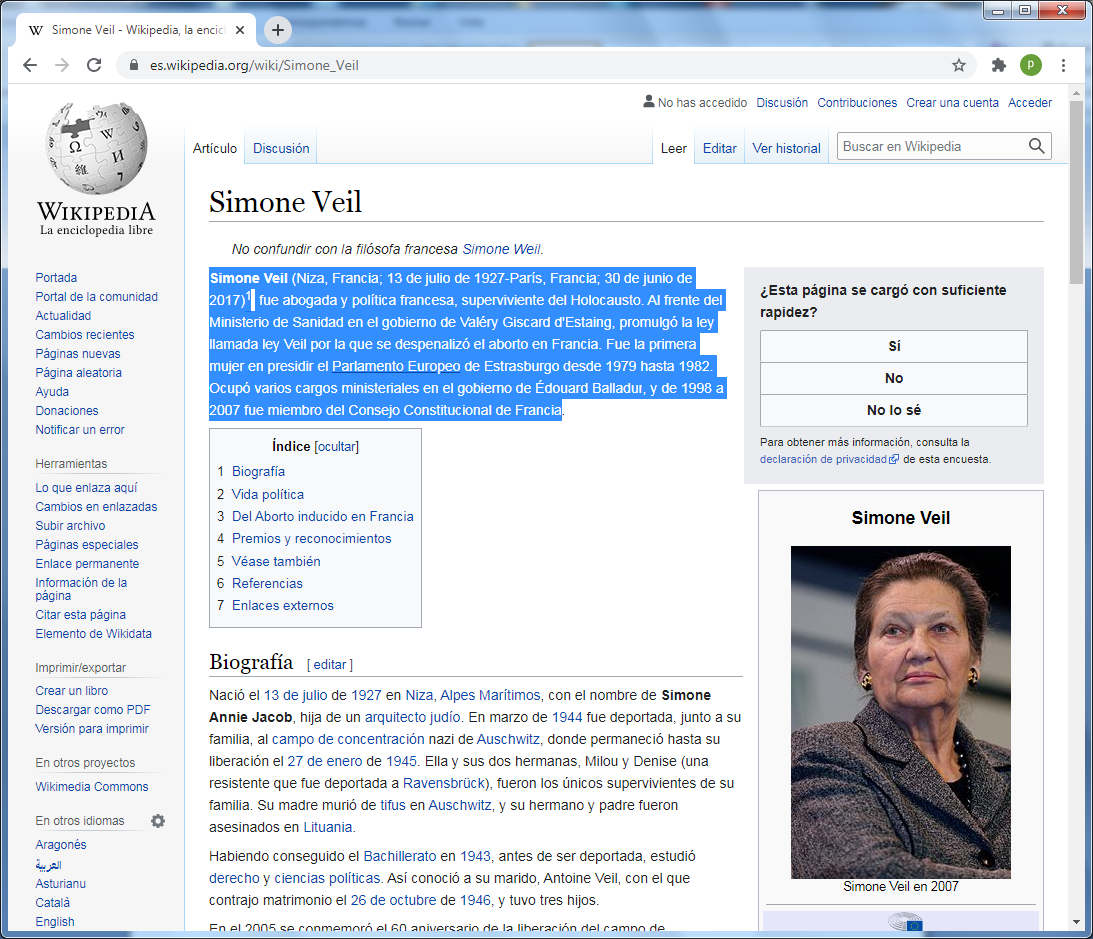 Simone Veil - Wikipedia, la encicl
es.wikipedia.org/wiki/Simone_Veil
P
No has accedido Discusión Contribuciones Crear una cuenta Acceder
WIKIPEDIA
La enciclopedia libre
Artículo Discusión Leer Editar Ver historial Buscar en Wikipedia
Simone Veil
No confundir con la filósofa francesa Simone Weil.
Simone Veil (Niza, Francia; 13 de julio de 1927-París, Francia; 30 de junio de
2017)1 fue abogada y política francesa, superviviente del Holocausto. Al frente del
Ministerio de Sanidad en el gobierno de Valéry Giscard d'Estaing, promulgó la ley
llamada ley Veil por la que se despenalizó el aborto en Francia. Fue la primera
mujer en presidir el Parlamento Europeo de Estrasburgo desde 1979 hasta 1982.
Ocupó varios cargos ministeriales en el gobierno de Édouard Balladur, y de 1998 a
2007 fue miembro del Consejo Constitucional de Francia.
Índice [ocultar]
1 Biografía
2 Vida política
3 Del Aborto inducido en Francia
4 Premios y reconocimientos
5 Véase también
6 Referencias
7 Enlaces externos
Biografía [ editar ]
Nació el 13 de julio de 1927 en Niza, Alpes Marítimos, con el nombre de Simone
Annie Jacob, hija de un arquitecto judío. En marzo de 1944 fue deportada, junto a su
familia, al campo de concentración nazi de Auschwitz, donde permaneció hasta su
liberación el 27 de enero de 1945. Ella y sus dos hermanas, Milou y Denise (una
resistente que fue deportada a Ravensbrück), fueron los únicos supervivientes de su
familia. Su madre murió de tifus en Auschwitz, y su hermano y padre fueron
asesinados en Lituania.
Habiendo conseguido el Bachillerato en 1943, antes de ser deportada, estudió
derecho y ciencias políticas. Así conoció a su marido, Antoine Veil, con el que
contrajo matrimonio el 26 de octubre de 1946, y tuvo tres hijos.
En el 2005 se conmemoró el 60 aniversario de la liberación del campo de
¿Esta página se cargó con suficiente
rapidez?
Sí
No
No lo sé
Para obtener más información, consulta la
declaración de privacidad de esta encuesta.
Simone Veil
Simone Veil en 2007
Portada
Portal de la comunidad
Actualidad
Cambios recientes
Páginas nuevas
Página aleatoria
Ayuda
Donaciones
Notificar un error
Herramientas
Lo que enlaza aquí
Cambios en enlazadas
Subir archivo
Páginas especiales
Enlace permanente
Información de la
página
Citar esta página
Elemento de Wikidata
Imprimir/exportar
Crear un libro
Descargar como PDF
Versión para imprimir
En otros proyectos
Wikimedia Commons
En otros idiomas
Aragonés
العربية
Asturianu
Català
English